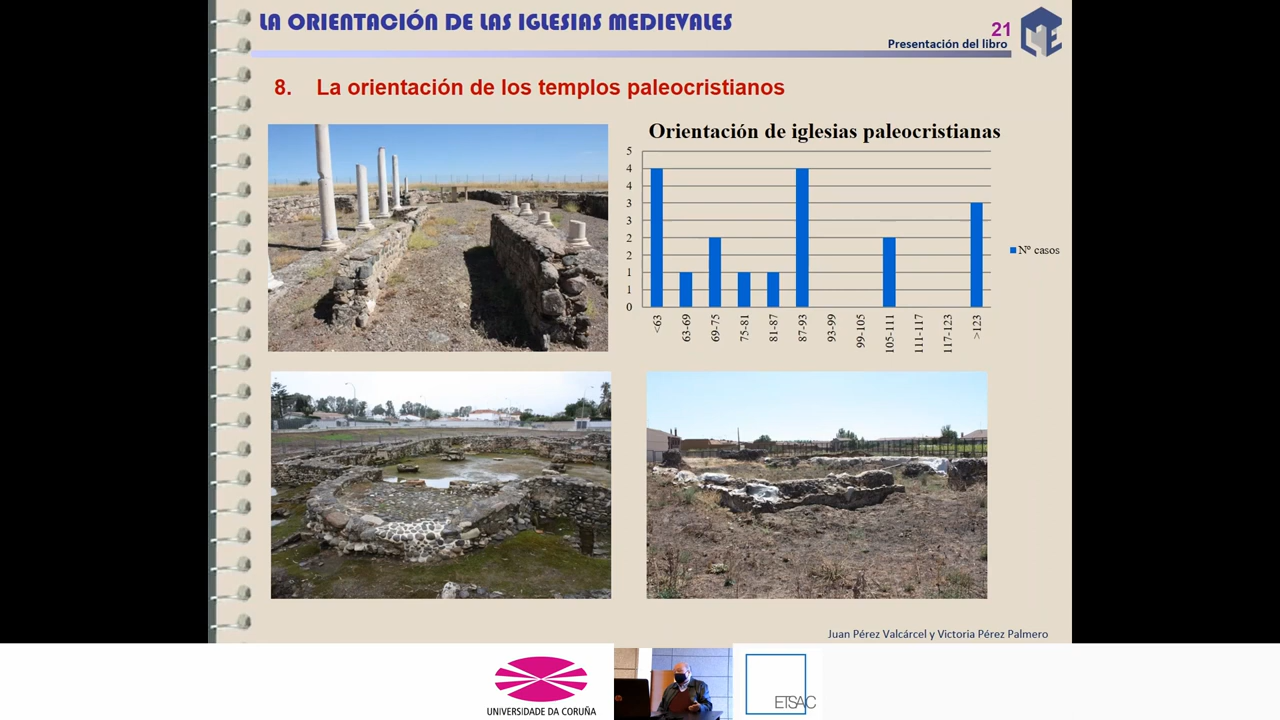 LA ORIENTACIÓN DE LAS IGLESIAS MEDIEVALES
21
Presentación del libro
8. La orientación de los templos paleocristianos
Orientación de iglesias paleocristianas
5
4
4
3
3
2
2
1
1
0
<63
63-69
69-75
75-81
81-87
87-93
93-99
99-105
105-111
111-117
117-123
>123
Nº casos
Juan Pérez Valcárcel y Victoria Pérez Palmero
UNIVERSIDADE DA CORUÑA
ETSAC